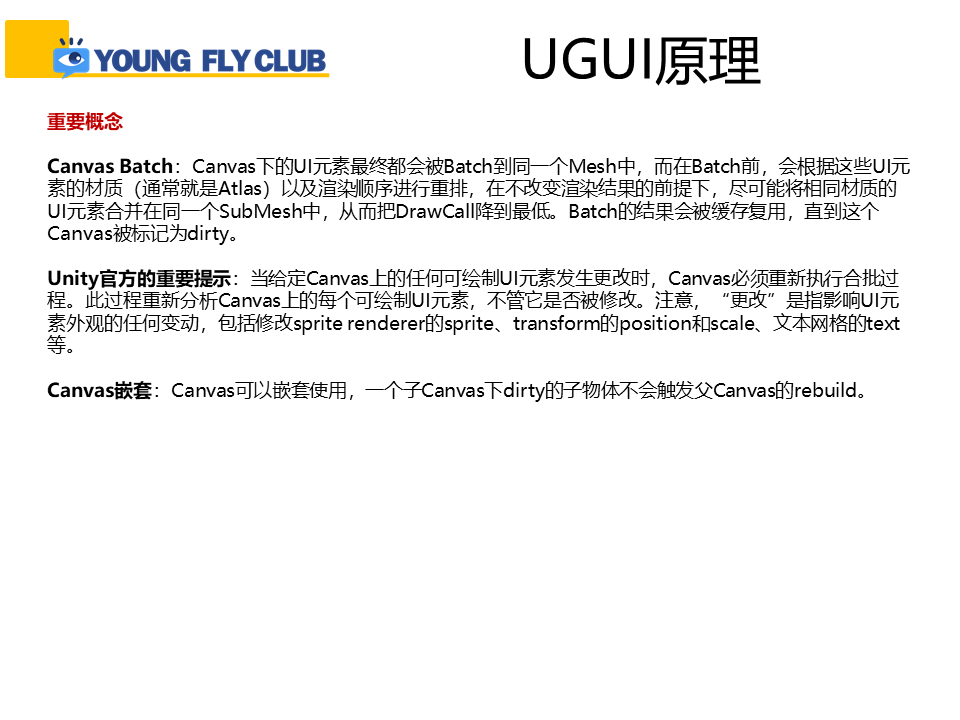 YOUNG FLY CLUB
UGUI原理
重要概念
Canvas Batch：Canvas下的UI元素最终都会被Batch到同一个Mesh中，而在Batch前，会根据这些UI元
素的材质（通常就是Atlas）以及渲染顺序进行重排，在不改变渲染结果的前提下，尽可能将相同材质的
UI元素合并在同一个SubMesh中，从而把DrawCall降到最低。Batch的结果会被缓存复用，直到这个
Canvas被标记为dirty。
Unity官方的重要提示：当给定Canvas上的任何可绘制UI元素发生更改时，Canvas必须重新执行合批过
程。此过程重新分析Canvas上的每个可绘制UI元素，不管它是否被修改。注意，“更改”是指影响UI元
素外观的任何变动，包括修改sprite renderer的sprite、transform的position和scale、文本网格的text
等。
Canvas嵌套：Canvas可以嵌套使用，一个子Canvas下dirty的子物体不会触发父Canvas的rebuild。